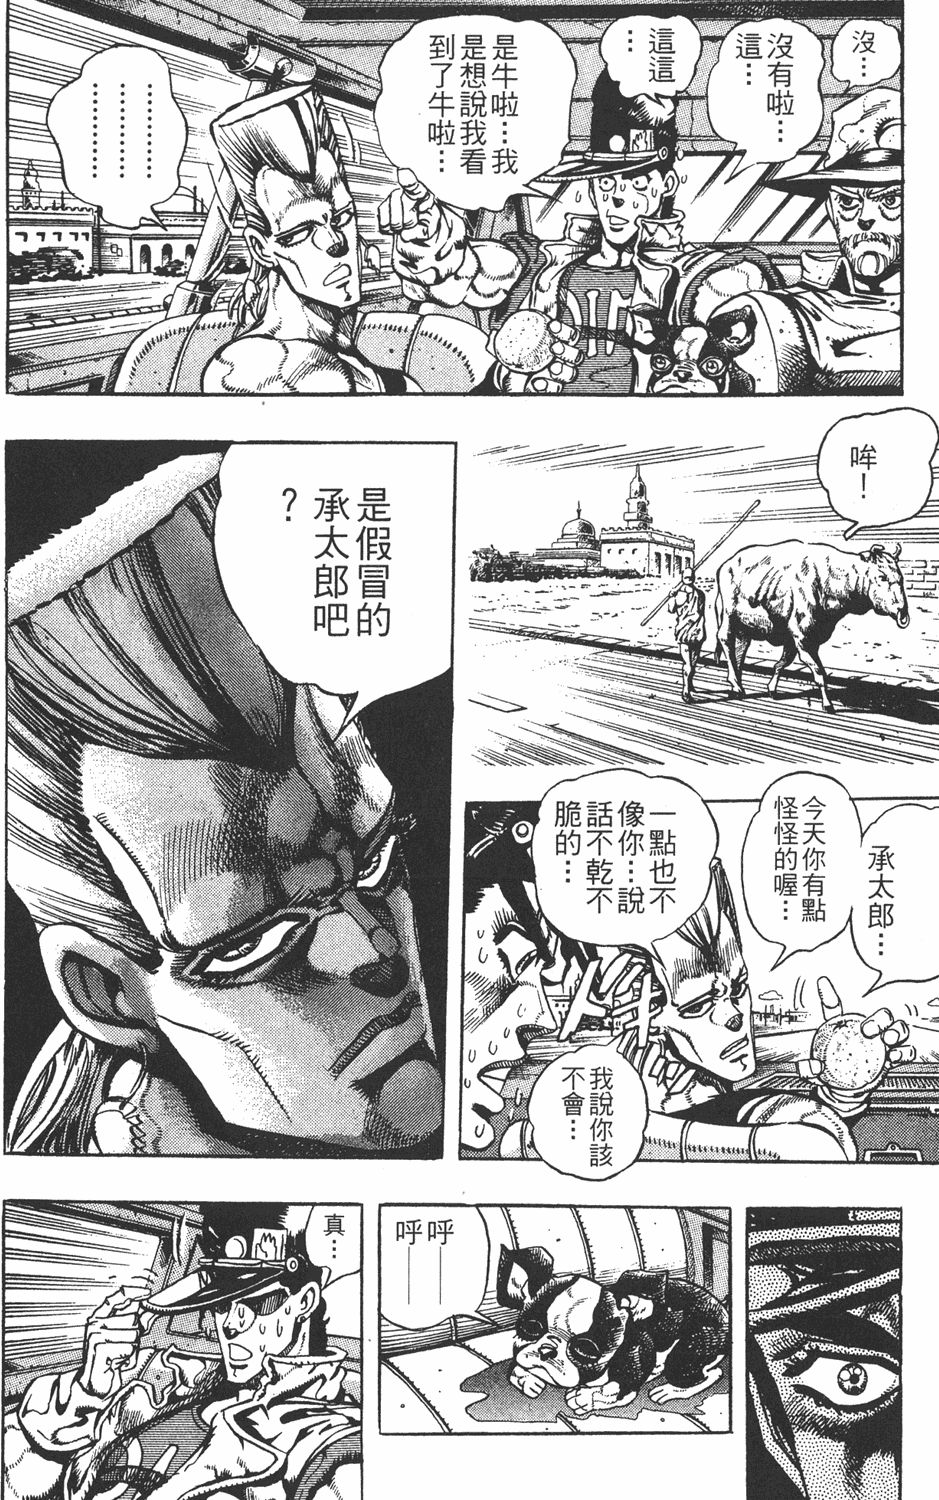 沒…
沒有啦…
這…
這這
…
是牛啦…我
是想說我看
到了牛啦…
………
………
………
哞！
是假冒的
承太郎吧
？
承太郎…
今天你有點
怪怪的喔…
一點也不
像你…說
話不乾不
脆的…
我說你該
不會…
呼呼
真…